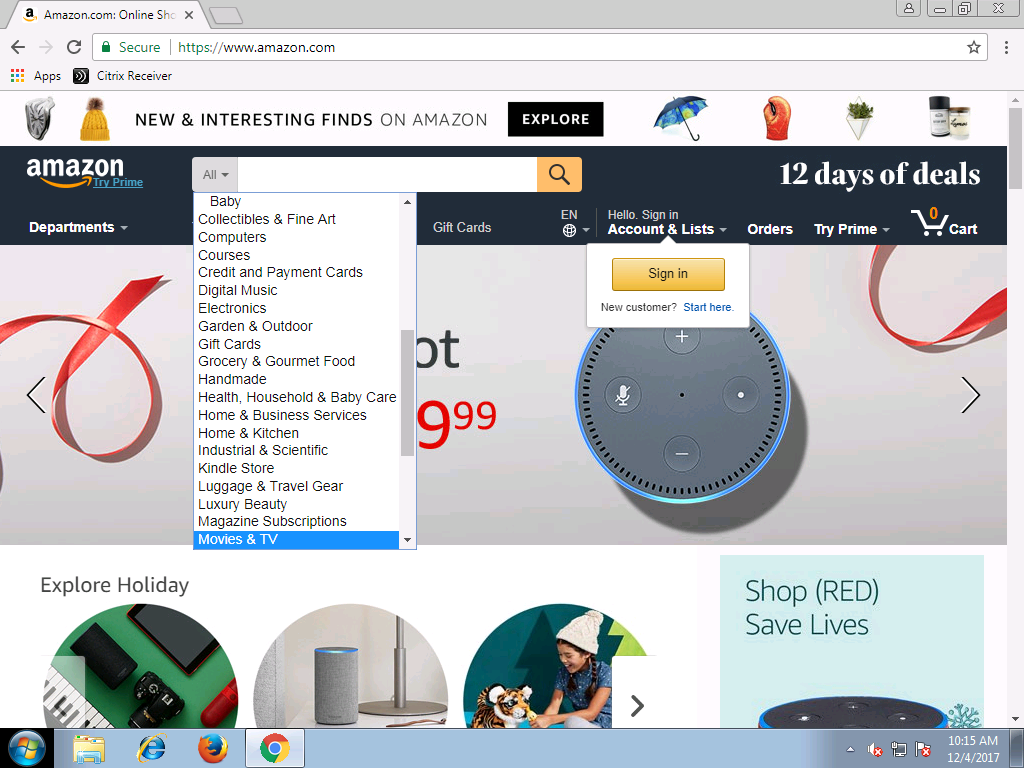 Amazon.com: Online Sho
Secure https://www.amazon.com
Apps Citrix Receiver
NEW & INTERESTING FINDS ON AMAZON EXPLORE
amazon
Try Prime
All
12 days of deals
Departments
Gift Cards
EN
Hello. Sign in
Account & Lists
Orders
Try Prime
0
Cart
Baby
Collectibles & Fine Art
Computers
Courses
Credit and Payment Cards
Digital Music
Electronics
Garden & Outdoor
Gift Cards
Grocery & Gourmet Food
Handmade
Health, Household & Baby Care
Home & Business Services
Home & Kitchen
Industrial & Scientific
Kindle Store
Luggage & Travel Gear
Luxury Beauty
Magazine Subscriptions
Movies & TV
Sign in
New customer? Start here.
ot
999
Explore Holiday
Shop (RED)
Save Lives
10:15 AM
12/4/2017